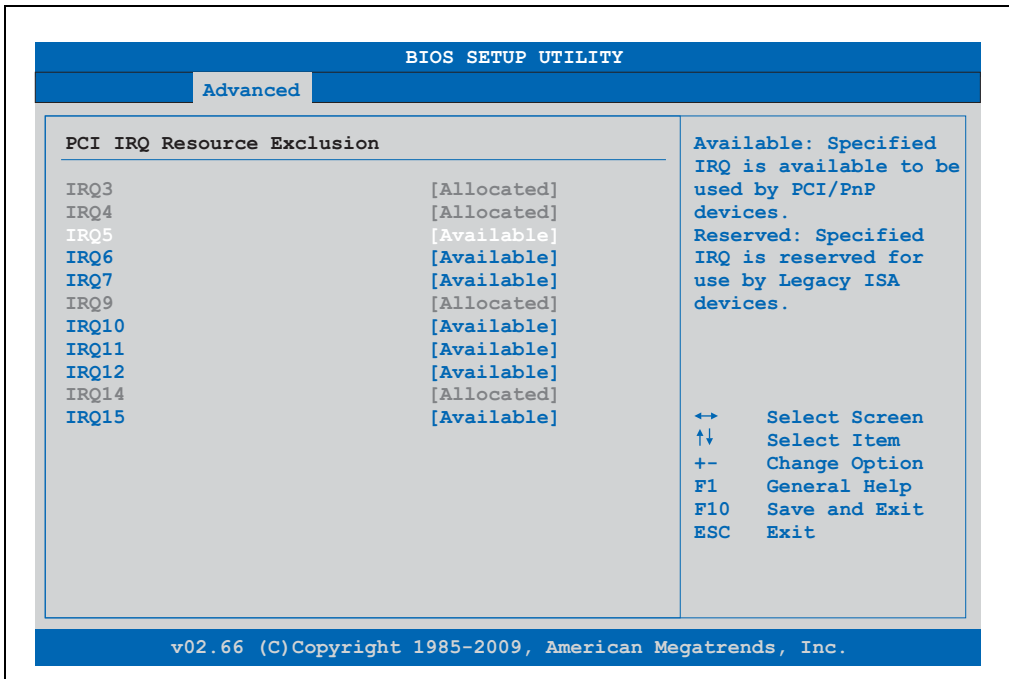 BIOS SETUP UTILITY
Advanced
PCI IRQ Resource Exclusion
IRQ3 [Allocated]
IRQ4 [Allocated]
IRQ5 [Available]
IRQ6 [Available]
IRQ7 [Available]
IRQ9 [Allocated]
IRQ10 [Available]
IRQ11 [Available]
IRQ12 [Available]
IRQ14 [Allocated]
IRQ15 [Available]
Available: Specified
IRQ is available to be
used by PCI/PnP
devices.
Reserved: Specified
IRQ is reserved for
use by Legacy ISA
devices.
↔ Select Screen
↑↓ Select Item
+- Change Option
F1 General Help
F10 Save and Exit
ESC Exit
v02.66 (C)Copyright 1985-2009, American Megatrends, Inc.